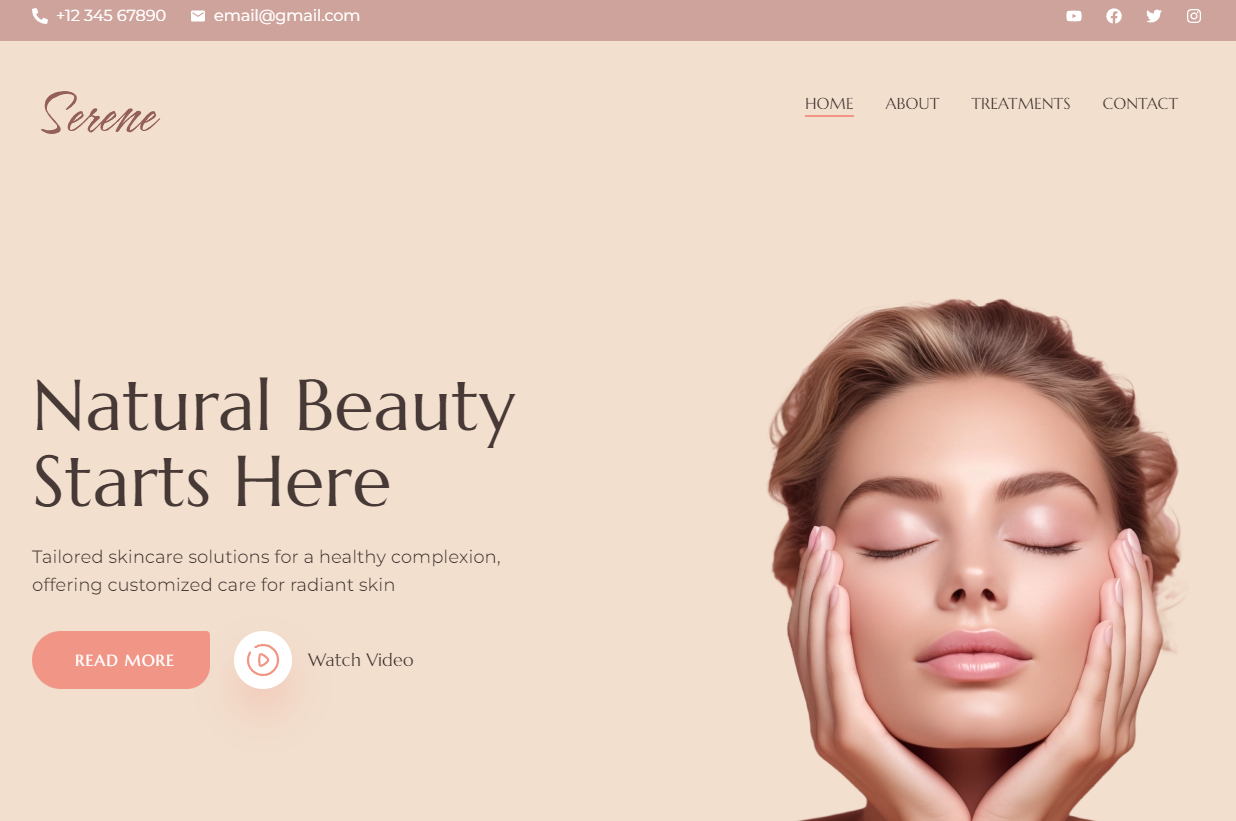 +12 345 67890 email@gmail.com
Serene
HOME ABOUT TREATMENTS CONTACT
Natural Beauty
Starts Here
Tailored skincare solutions for a healthy complexion,
offering customized care for radiant skin
READ MORE Watch Video